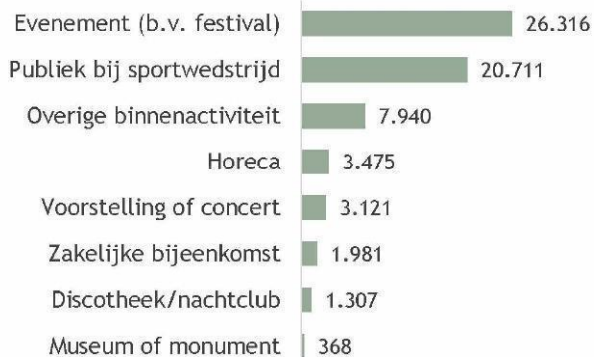 Evenement (b.v. festival) 26.316
Publiek bij sportwedstrijd 20.711
Overige binnenactiviteit 7.940
Horeca 3.475
Voorstelling of concert 3.121
Zakelijke bijeenkomst 1.981
Discotheek/nachtclub 1.307
Museum of monument 368